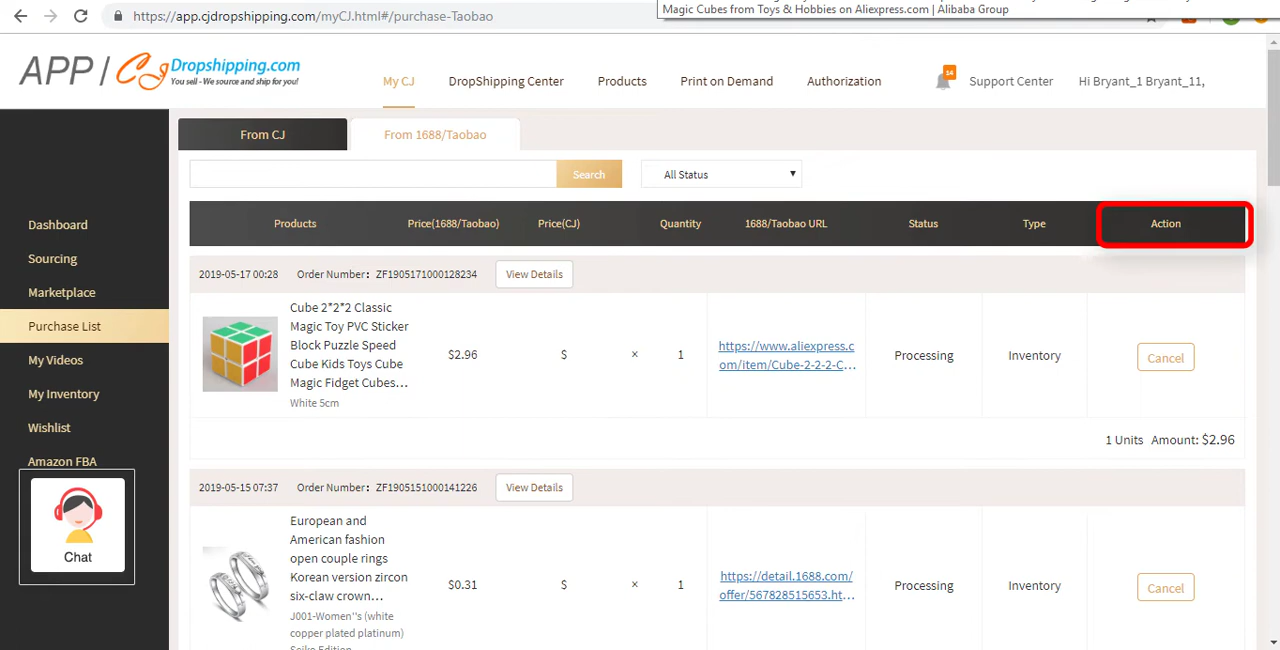 https://app.cjdropshipping.com/myCJ.html#/purchase-Taobao
Magic Cubes from Toys & Hobbies on Aliexpress.com | Alibaba Group
APP / CJ Dropshipping.com
You sell - We source and ship for you!
My CJ
DropShipping Center
Products
Print on Demand
Authorization
34
Support Center
Hi Bryant_1 Bryant_11,
From CJ
From 1688/Taobao
Search
All Status
Products
Price(1688/Taobao)
Price(CJ)
Quantity
1688/Taobao URL
Status
Type
Action
Dashboard
Sourcing
Marketplace
Purchase List
My Videos
My Inventory
Wishlist
Amazon FBA
Chat
2019-05-17 00:28
Order Number: ZF1905171000128234
View Details
Cube 2*2*2 Classic
Magic Toy PVC Sticker
Block Puzzle Speed
Cube Kids Toys Cube
Magic Fidget Cubes...
White 5cm
$2.96
$
×
1
https://www.aliexpress.c
om/item/Cube-2-2-2-C...
Processing
Inventory
Cancel
1 Units Amount: $2.96
2019-05-15 07:37
Order Number: ZF1905151000141226
View Details
European and
American fashion
open couple rings
Korean version zircon
six-claw crown...
J001-Women''s (white
copper plated platinum)
Seiko Edition
$0.31
$
×
1
https://detail.1688.com/
offer/567828515653.ht...
Processing
Inventory
Cancel